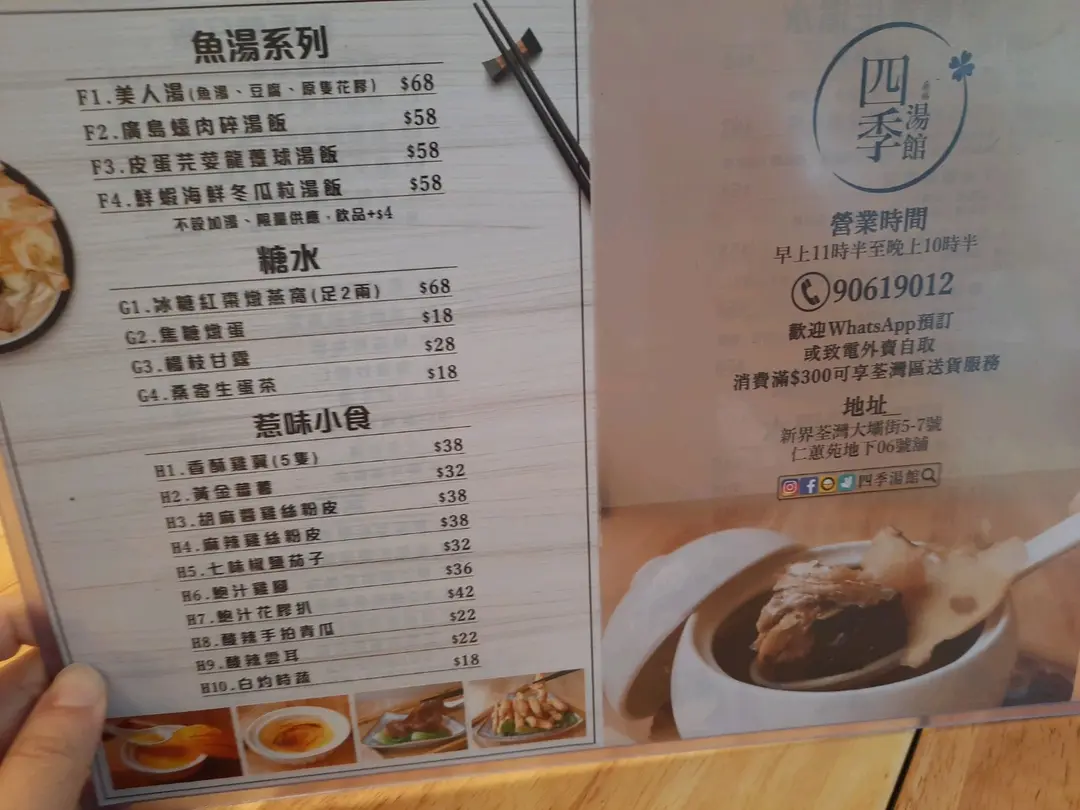 魚湯系列
F1.美人湯(魚湯、豆腐、原隻花膠) $68
F2.廣島蠔肉碎湯飯 $58
F3.皮蛋芫荽龍躉球湯飯 $58
F4.鮮蝦海鮮冬瓜粒湯飯 $58
不設加湯、限量供應，飲品+$4
糖水
G1.冰糖紅棗燉燕窩(足2兩) $68
G2.焦糖燉蛋 $18
G3.楊枝甘露 $28
G4.桑寄生蛋茶 $18
惹味小食
H1.香酥雞翼(5隻) $38
H2.黃金蕃薯 $32
H3.胡麻醬雞絲粉皮 $38
H4.麻辣雞絲粉皮 $38
H5.七味椒鹽茄子 $32
H6.鮑汁雞腳 $36
H7.鮑汁花膠扒 $42
H8.酸辣手拍青瓜 $22
H9.酸辣雲耳 $22
H10.白灼時蔬 $18
四季
湯館
營業時間
早上11時半至晚上10時半
90619012
歡迎WhatsApp預訂
或致電外賣自取
消費滿$300可享荃灣區送貨服務
地址
新界荃灣大壩街5-7號
仁蕙苑地下06號舖
四季湯館